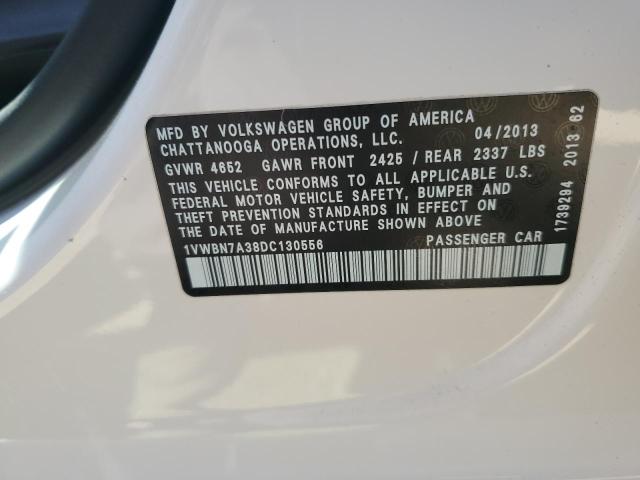 MFD BY VOLKSWAGEN GROUP OF AMERICA
CHATTANOOGA OPERATIONS, LLC. 04/2013
GVWR 4652 GAWR FRONT 2425 / REAR 2337 LBS
THIS VEHICLE CONFORMS TO ALL APPLICABLE U.S.
FEDERAL MOTOR VEHICLE SAFETY, BUMPER AND
THEFT PREVENTION STANDARDS IN EFFECT ON
THE DATE OF MANUFACTURE SHOWN ABOVE
1VWBN7A38DC130556 PASSENGER CAR
1739294 2013 62